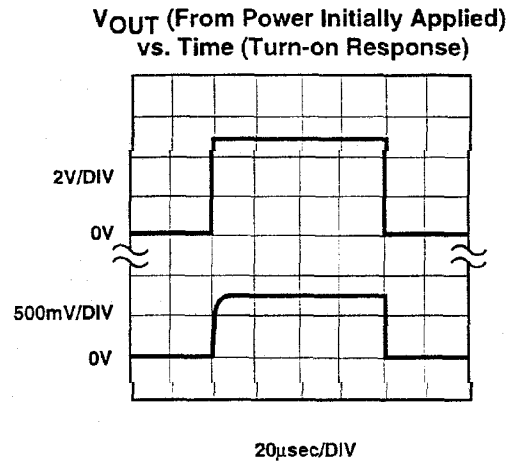 VOUT (From Power Initially Applied)
vs. Time (Turn-on Response)
2V/DIV
0V
500mV/DIV
0V
20μsec/DIV